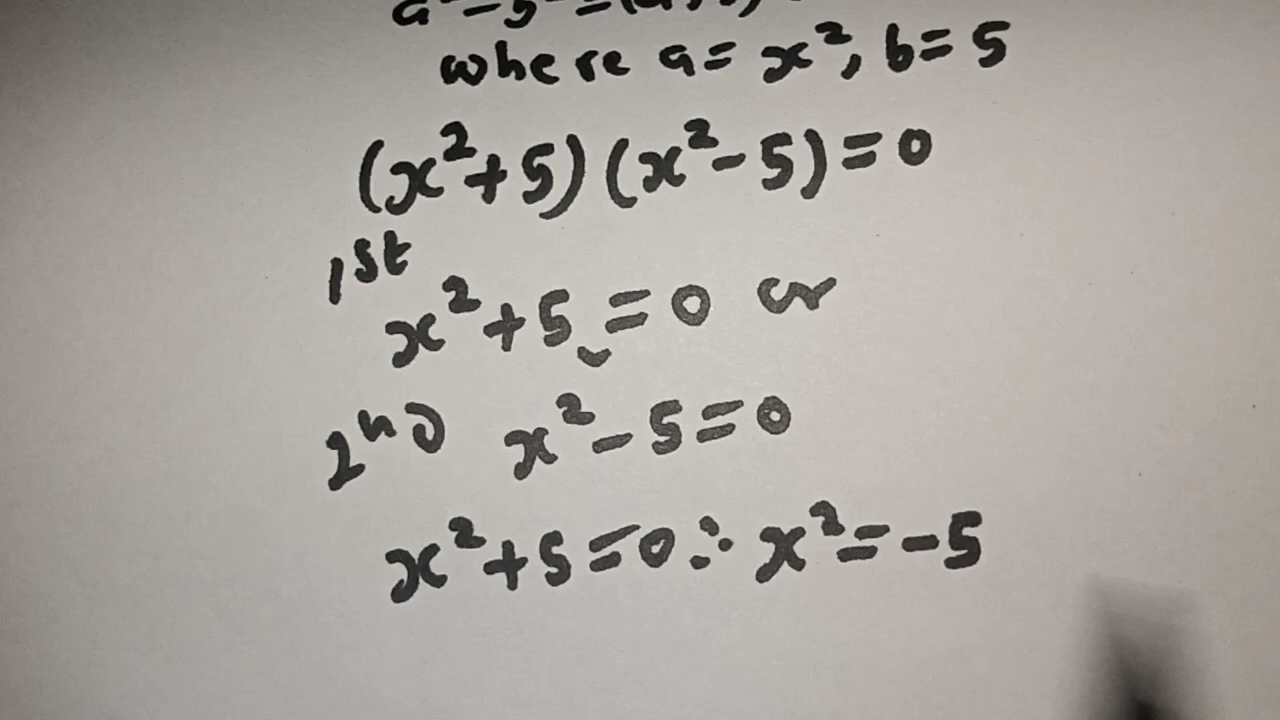 where a = x², b = 5
(x² + 5) (x² - 5) = 0
1st
x² + 5 = 0 or
2nd x² - 5 = 0
x² + 5 = 0 ∴ x² = -5